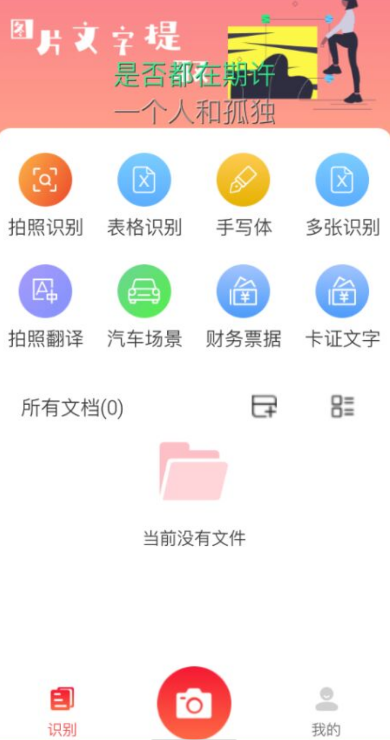 图片文字提
是否都在期许
一个人和孤独
拍照识别 表格识别 手写体 多张识别
拍照翻译 汽车场景 财务票据 卡证文字
所有文档(0)
当前没有文件
识别 我的